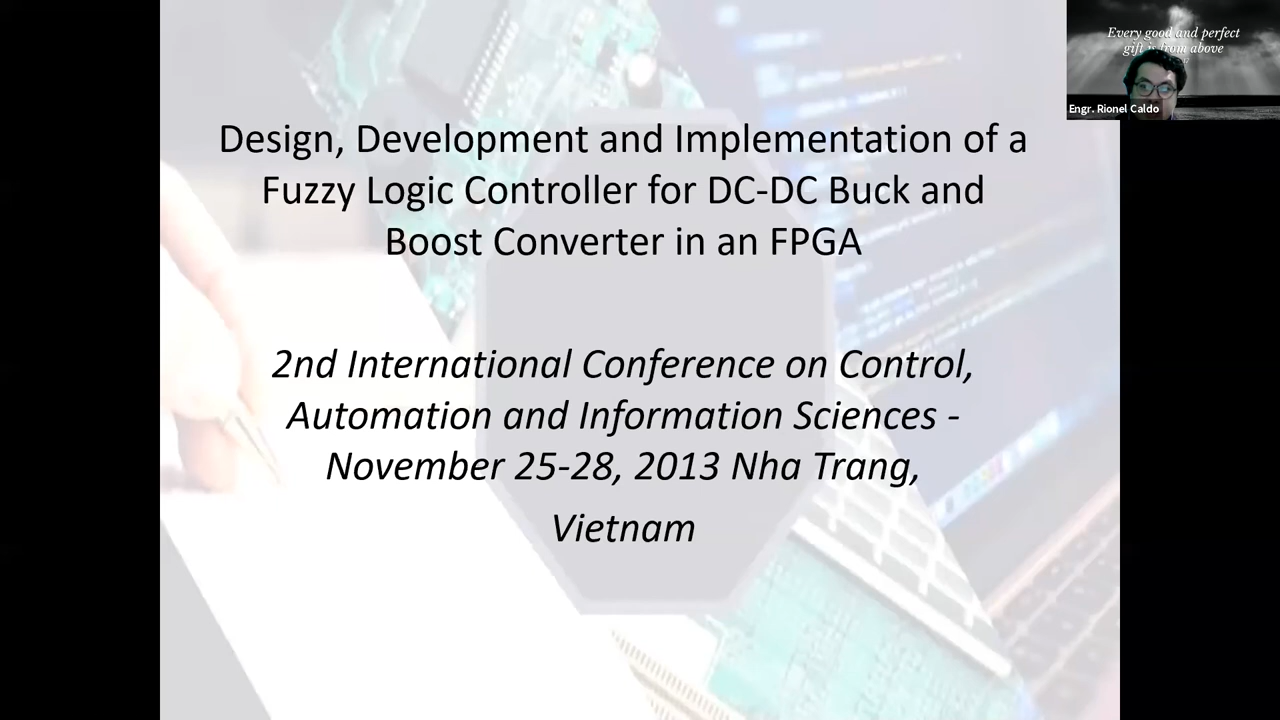 Design, Development and Implementation of a
Fuzzy Logic Controller for DC-DC Buck and
Boost Converter in an FPGA
2nd International Conference on Control,
Automation and Information Sciences -
November 25-28, 2013 Nha Trang,
Vietnam
Every good and perfect
gift is from above
Engr. Rionel Caldo